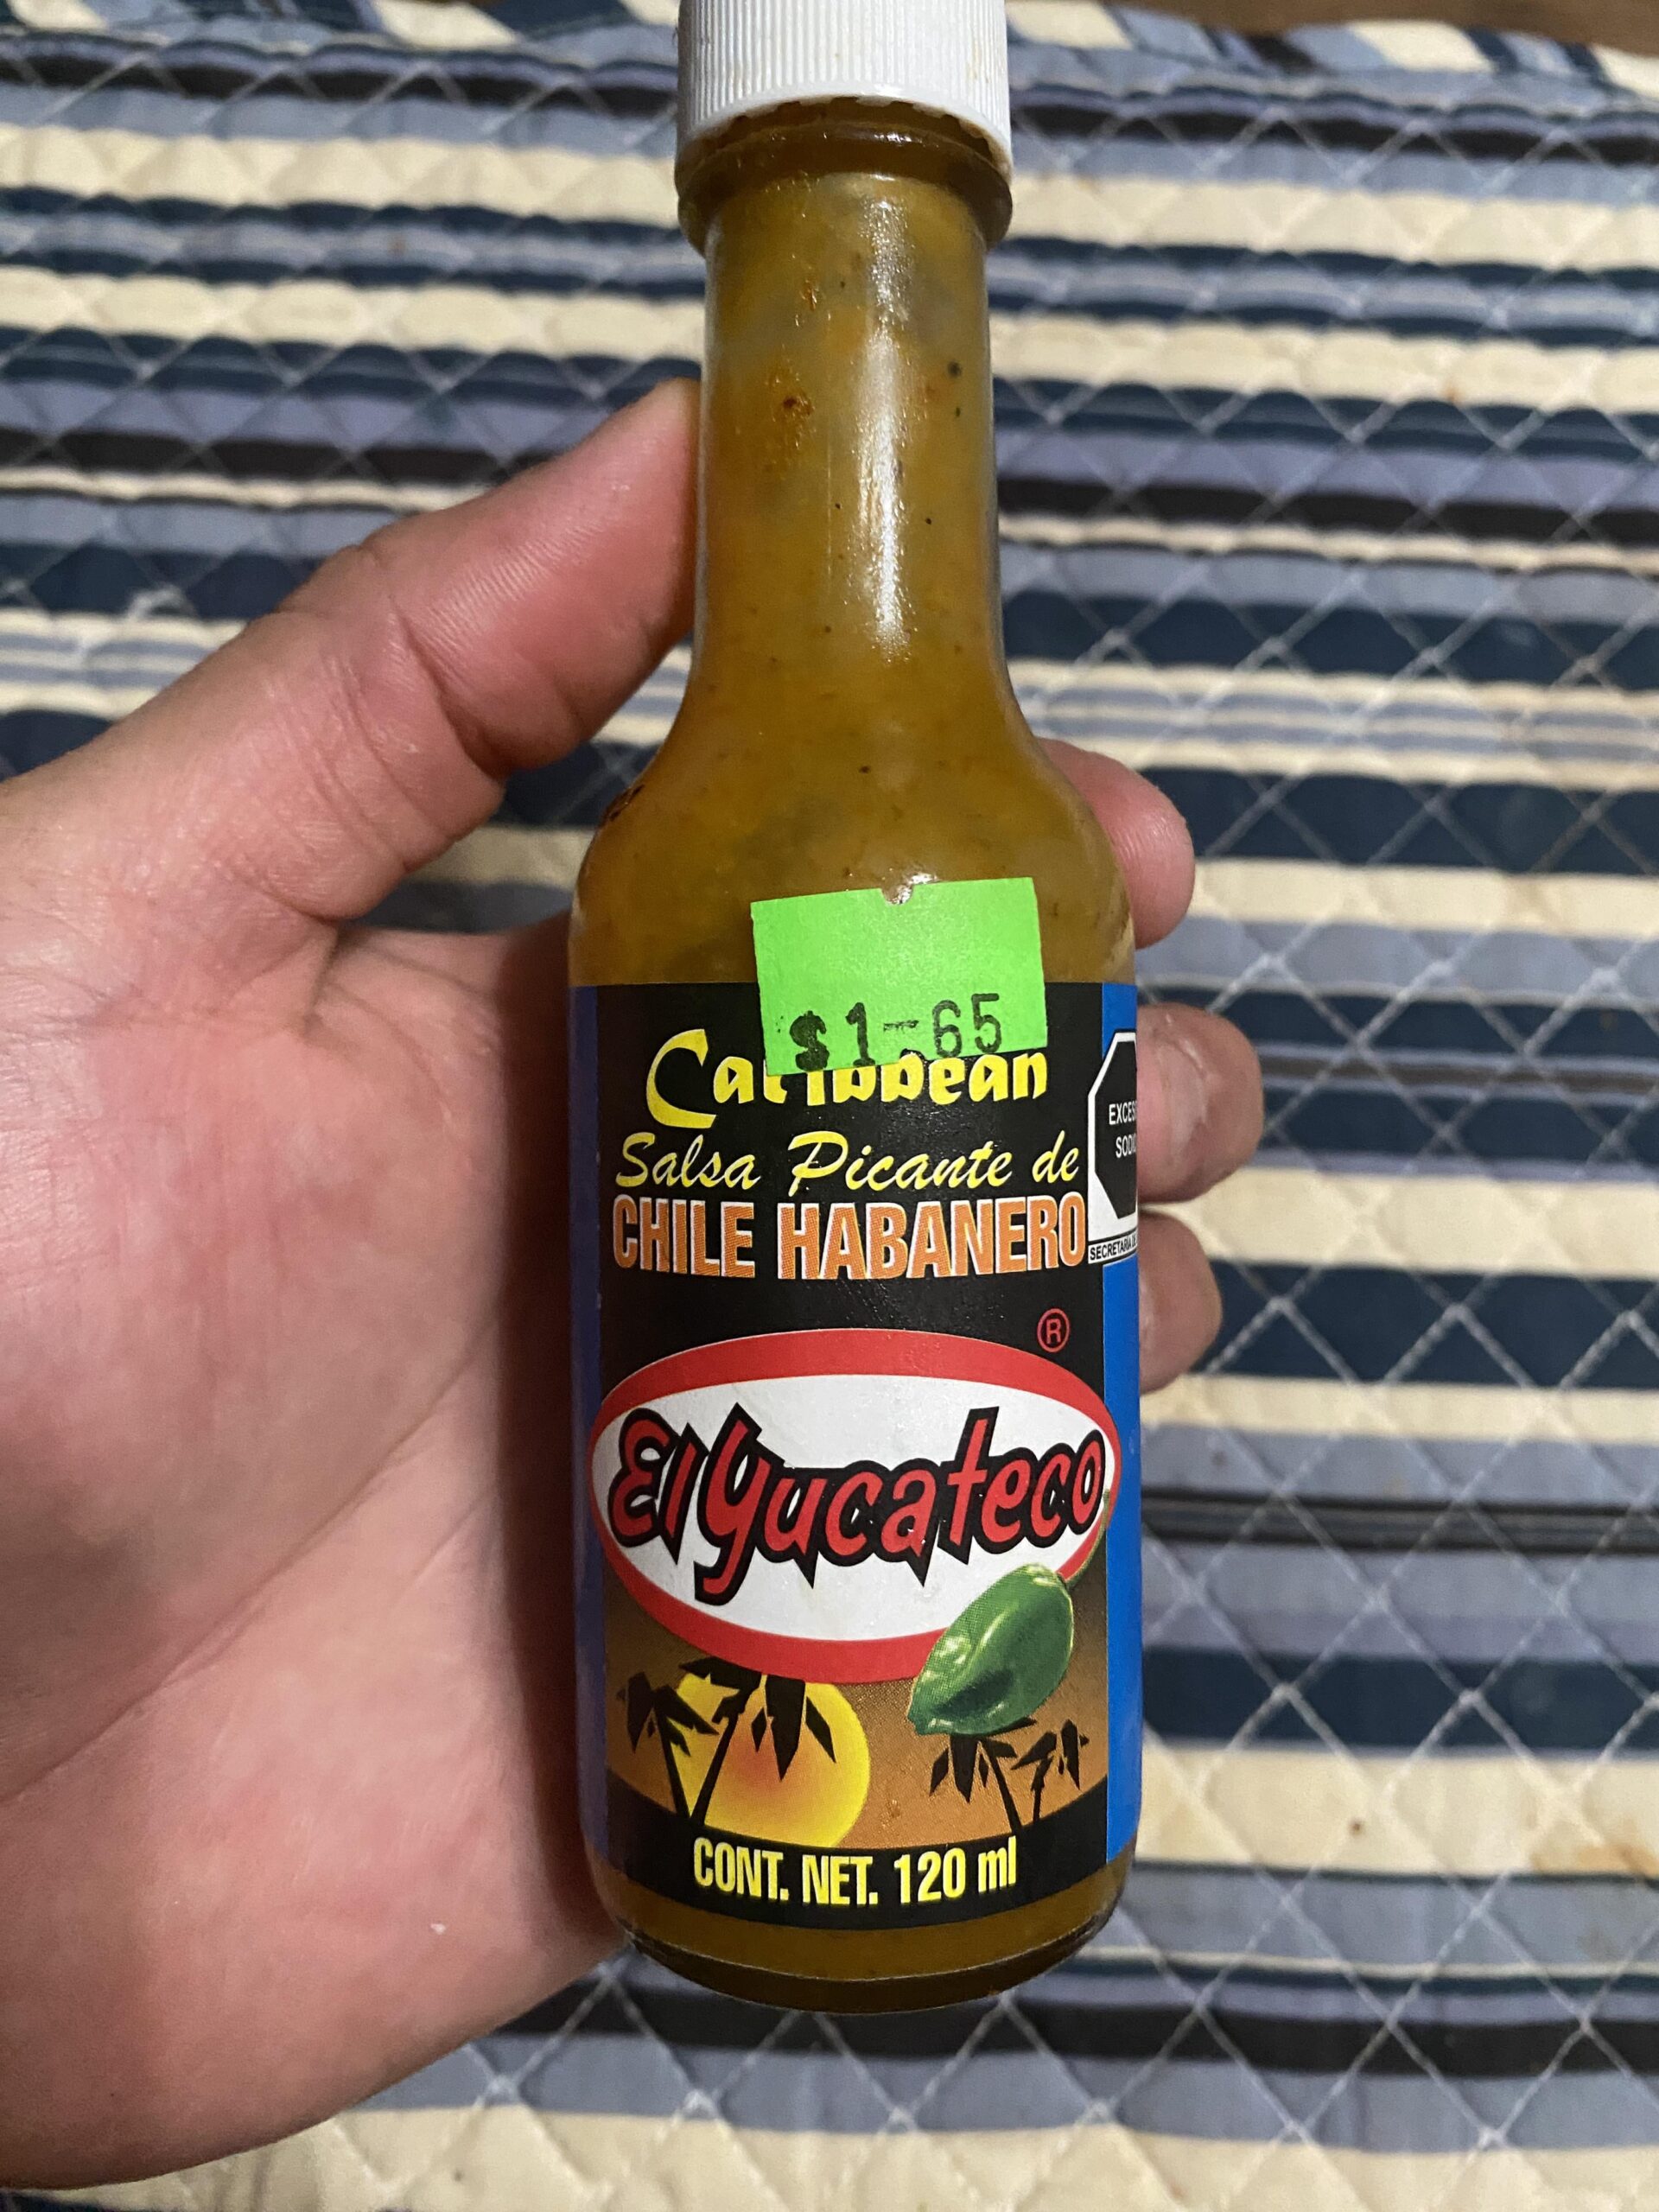 $1-65
Caribbean
Salsa Picante de
CHILE HABANERO
®
El Yucateco
CONT. NET. 120 ml